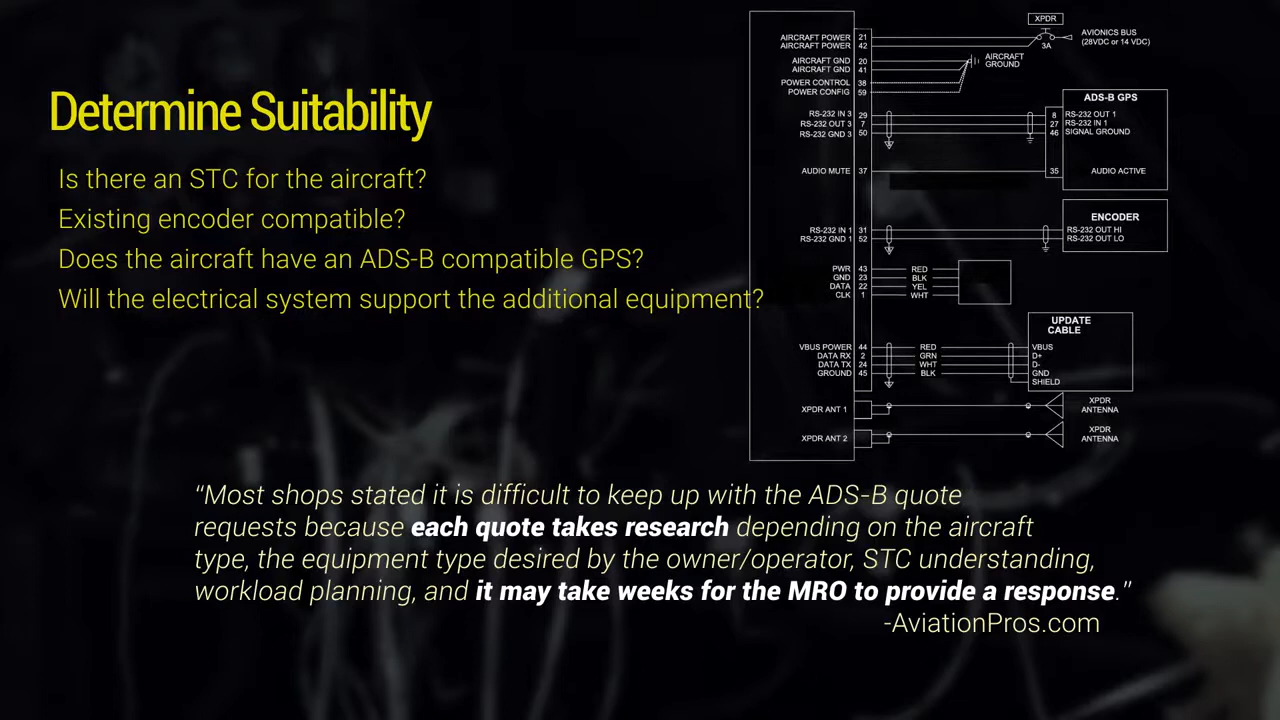 Determine Suitability
Is there an STC for the aircraft?
Existing encoder compatible?
Does the aircraft have an ADS-B compatible GPS?
Will the electrical system support the additional equipment?
XPDR
AIRCRAFT POWER 21
AIRCRAFT POWER 42
3A
AVIONICS BUS
(28VDC or 14 VDC)
AIRCRAFT GND 20
AIRCRAFT GND 41
AIRCRAFT
GROUND
POWER CONTROL 38
POWER CONFIG 59
ADS-B GPS
RS-232 IN 3 29 8 RS-232 OUT 1
RS-232 OUT 3 7 27 RS-232 IN 1
RS-232 GND 3 50 46 SIGNAL GROUND
AUDIO MUTE 37 35 AUDIO ACTIVE
ENCODER
RS-232 IN 1 31 RS-232 OUT HI
RS-232 GND 1 52 RS-232 OUT LO
PWR 43 RED
GND 23 BLK
DATA 22 YEL
CLK 1 WHT
UPDATE
CABLE
VBUS POWER 44 RED VBUS
DATA RX 2 GRN D+
DATA TX 24 WHT D-
GROUND 45 BLK GND
SHIELD
XPDR ANT 1
XPDR
ANTENNA
XPDR ANT 2
XPDR
ANTENNA
“Most shops stated it is difficult to keep up with the ADS-B quote
requests because each quote takes research depending on the aircraft
type, the equipment type desired by the owner/operator, STC understanding,
workload planning, and it may take weeks for the MRO to provide a response.”
-AviationPros.com